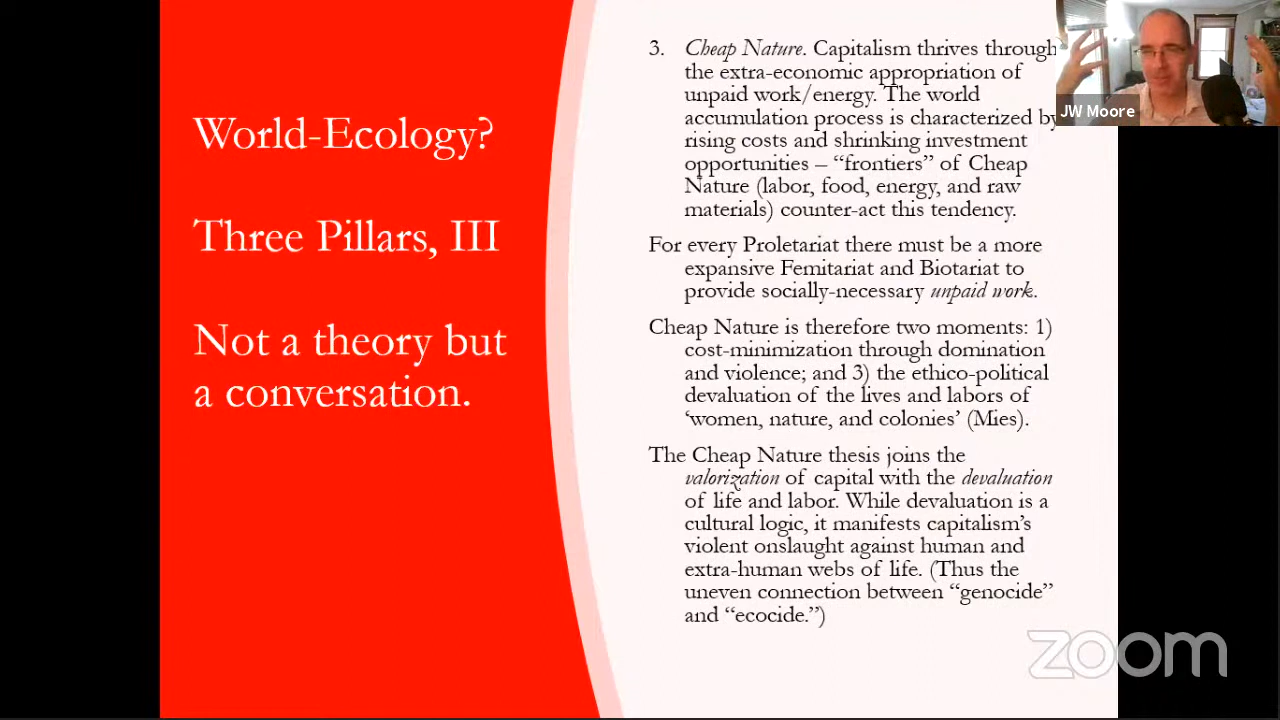 World-Ecology?
Three Pillars, III
Not a theory but
a conversation.
3. Cheap Nature. Capitalism thrives through
the extra-economic appropriation of
unpaid work/energy. The world
accumulation process is characterized by
rising costs and shrinking investment
opportunities – “frontiers” of Cheap
Nature (labor, food, energy, and raw
materials) counter-act this tendency.
For every Proletariat there must be a more
expansive Femitariat and Biotariat to
provide socially-necessary unpaid work.
Cheap Nature is therefore two moments: 1)
cost-minimization through domination
and violence; and 3) the ethico-political
devaluation of the lives and labors of
‘women, nature, and colonies’ (Mies).
The Cheap Nature thesis joins the
valorization of capital with the devaluation
of life and labor. While devaluation is a
cultural logic, it manifests capitalism’s
violent onslaught against human and
extra-human webs of life. (Thus the
uneven connection between “genocide”
and “ecocide.”)
JW Moore
zoom